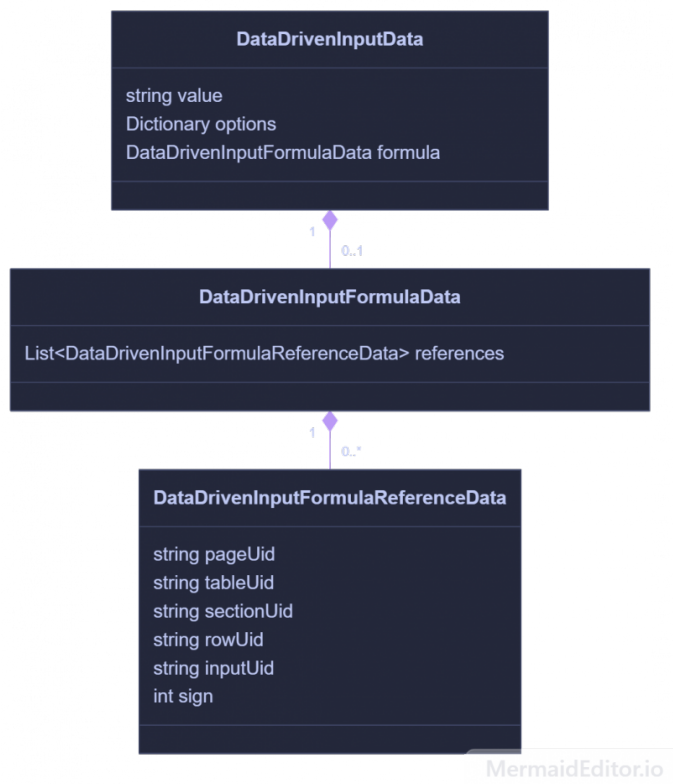 DataDrivenInputData
string value
Dictionary options
DataDrivenInputFormulaData formula
1
0..1
DataDrivenInputFormulaData
List<DataDrivenInputFormulaReferenceData> references
1
0..*
DataDrivenInputFormulaReferenceData
string pageUid
string tableUid
string sectionUid
string rowUid
string inputUid
int sign
MermaidEditor.io